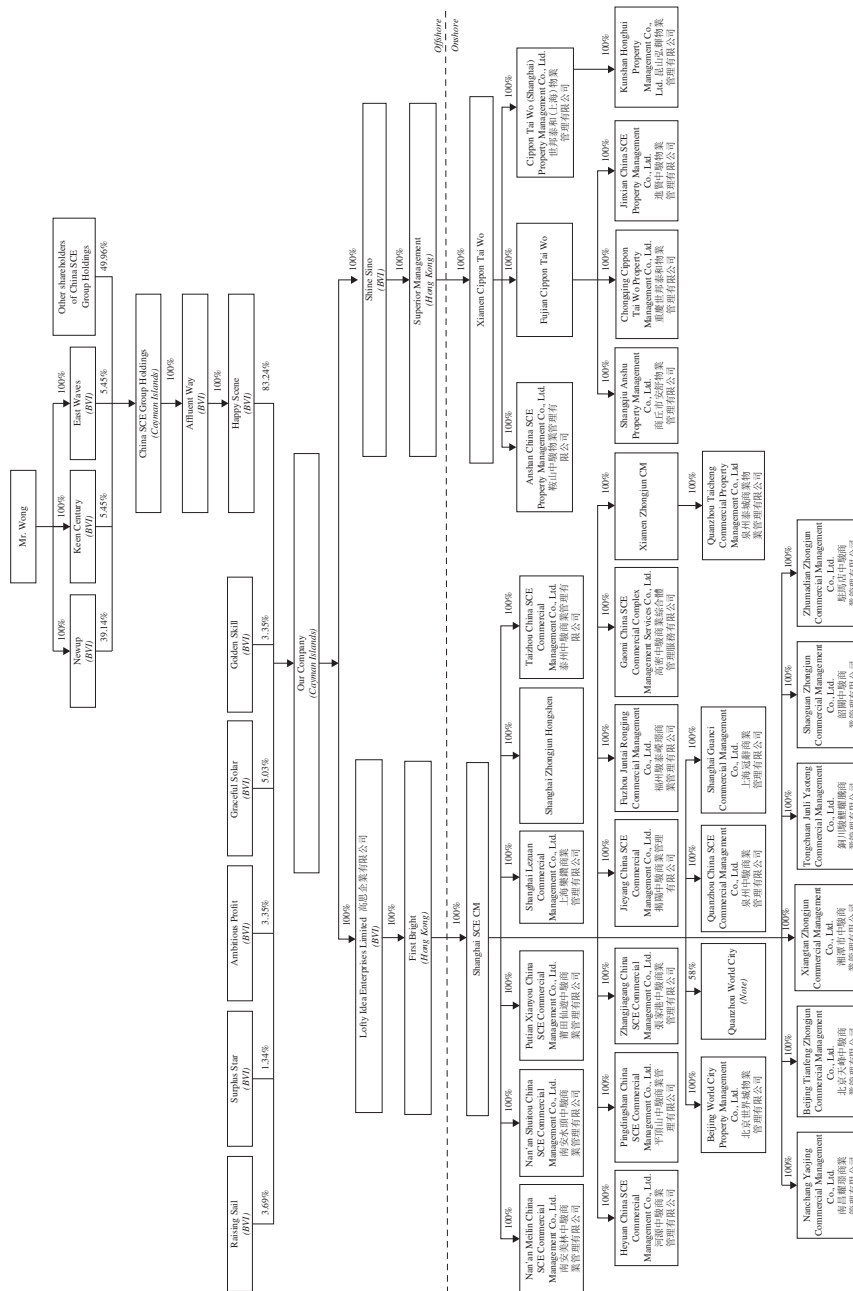 Mr. Wong
100%
100%
100%
Newup
(BVI)
Keen Century
(BVI)
East Waves
(BVI)
Other shareholders
of China SCE
Group Holdings
39.14%
5.45%
5.45%
49.96%
China SCE Group Holdings
(Cayman Islands)
100%
Affluent Way
(BVI)
100%
Raising Sail
(BVI)
Surplus Star
(BVI)
Ambitious Profit
(BVI)
Graceful Solar
(BVI)
Golden Skill
(BVI)
Happy Scene
(BVI)
3.69%
1.34%
3.35%
5.03%
3.35%
83.24%
Our Company
(Cayman Islands)
100%
100%
Lofty Idea Enterprises Limited 高思企業有限公司
(BVI)
Shine Sino
(BVI)
100%
100%
First Bright
(Hong Kong)
Superior Management
(Hong Kong)
Offshore
Onshore
100%
100%
Shanghai SCE CM
Xiamen Cippon Tai Wo
100%
100%
100%
100%
100%
100%
100%
100%
100%
Nan'an Meilin China
SCE Commercial
Management Co., Ltd.
南安美林中駿商
業管理有限公司
Nan'an Shuitou China
SCE Commercial
Management Co., Ltd.
南安水頭中駿商
業管理有限公司
Putian Xianyou China
SCE Commercial
Management Co., Ltd.
莆田仙遊中駿商
業管理有限公司
Shanghai Lezuan
Commercial
Management Co., Ltd.
上海樂鑽商業
管理有限公司
Shanghai Zhongjun Hongshen
Taizhou China SCE
Commercial
Management Co., Ltd.
泰州中駿商業管理有
限公司
Anshan China SCE
Property Management Co., Ltd.
鞍山中駿物業管理有
限公司
Fujian Cippon Tai Wo
Cippon Tai Wo (Shanghai)
Property Management Co., Ltd.
世邦泰和(上海)物業
管理有限公司
100%
100%
100%
100%
100%
100%
100%
100%
100%
100%
100%
Heyuan China SCE
Commercial
Management Co., Ltd.
河源中駿商業
管理有限公司
Pingdingshan China
SCE Commercial
Management Co., Ltd.
平頂山中駿商業管
理有限公司
Zhangjiagang China
SCE Commercial
Management Co., Ltd.
張家港中駿商業
管理有限公司
Jieyang China SCE
Commercial
Management Co., Ltd.
揭陽中駿商業管理
有限公司
Fuzhou Juntai Rongjing
Commercial Management
Co., Ltd.
福州駿泰嶸璟商
業管理有限公司
Gaomi China SCE
Commercial Complex
Management Services Co., Ltd.
高密中駿商業綜合體
管理服務有限公司
Xiamen Zhongjun CM
Shangqiu Anshu
Property Management
Co., Ltd.
商丘市安舒物業
管理有限公司
Chongqing Cippon
Tai Wo Property
Management Co., Ltd.
重慶世邦泰和物業
管理有限公司
Jinxian China SCE
Property Management
Co., Ltd.
進賢中駿物業
管理有限公司
Kunshan Honghui
Property
Management Co.,
Ltd. 昆山弘輝物業
管理有限公司
100%
58%
100%
100%
100%
Beijing World City
Property Management
Co., Ltd.
北京世界城物業
管理有限公司
Quanzhou World City
(Note)
Quanzhou China SCE
Commercial Management
Co., Ltd.
泉州中駿商業
管理有限公司
Shanghai Guanci
Commercial Management
Co., Ltd.
上海冠辭商業
管理有限公司
Quanzhou Taicheng
Commercial Property
Management Co., Ltd
泉州泰城商業物
業管理有限公司
100%
100%
100%
100%
100%
100%
Nanchang Yaojing
Commercial Management
Co., Ltd.
南昌耀璟商業
Beijing Tianfeng Zhongjun
Commercial Management
Co., Ltd.
北京天峰中駿商
Xiangtan Zhongjun
Commercial Management
Co., Ltd.
湘潭市中駿商
Tongchuan Junli Yaoteng
Commercial Management
Co., Ltd.
銅川駿鯉耀騰商
Shaoguan Zhongjun
Commercial Management
Co., Ltd.
韶關中駿商
Zhumadian Zhongjun
Commercial Management
Co., Ltd.
駐馬店中駿商